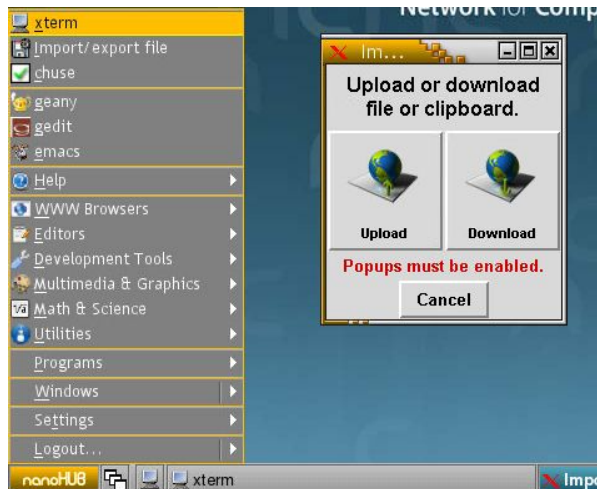 Network for Comp
xterm
Import/export file
chuse
geany
gedit
emacs
Help
WWW Browsers
Editors
Development Tools
Multimedia & Graphics
Math & Science
Utilities
Programs
Windows
Settings
Logout...
Im...
Upload or download
file or clipboard.
Upload
Download
Popups must be enabled.
Cancel
nanoHUB
xterm
Impo